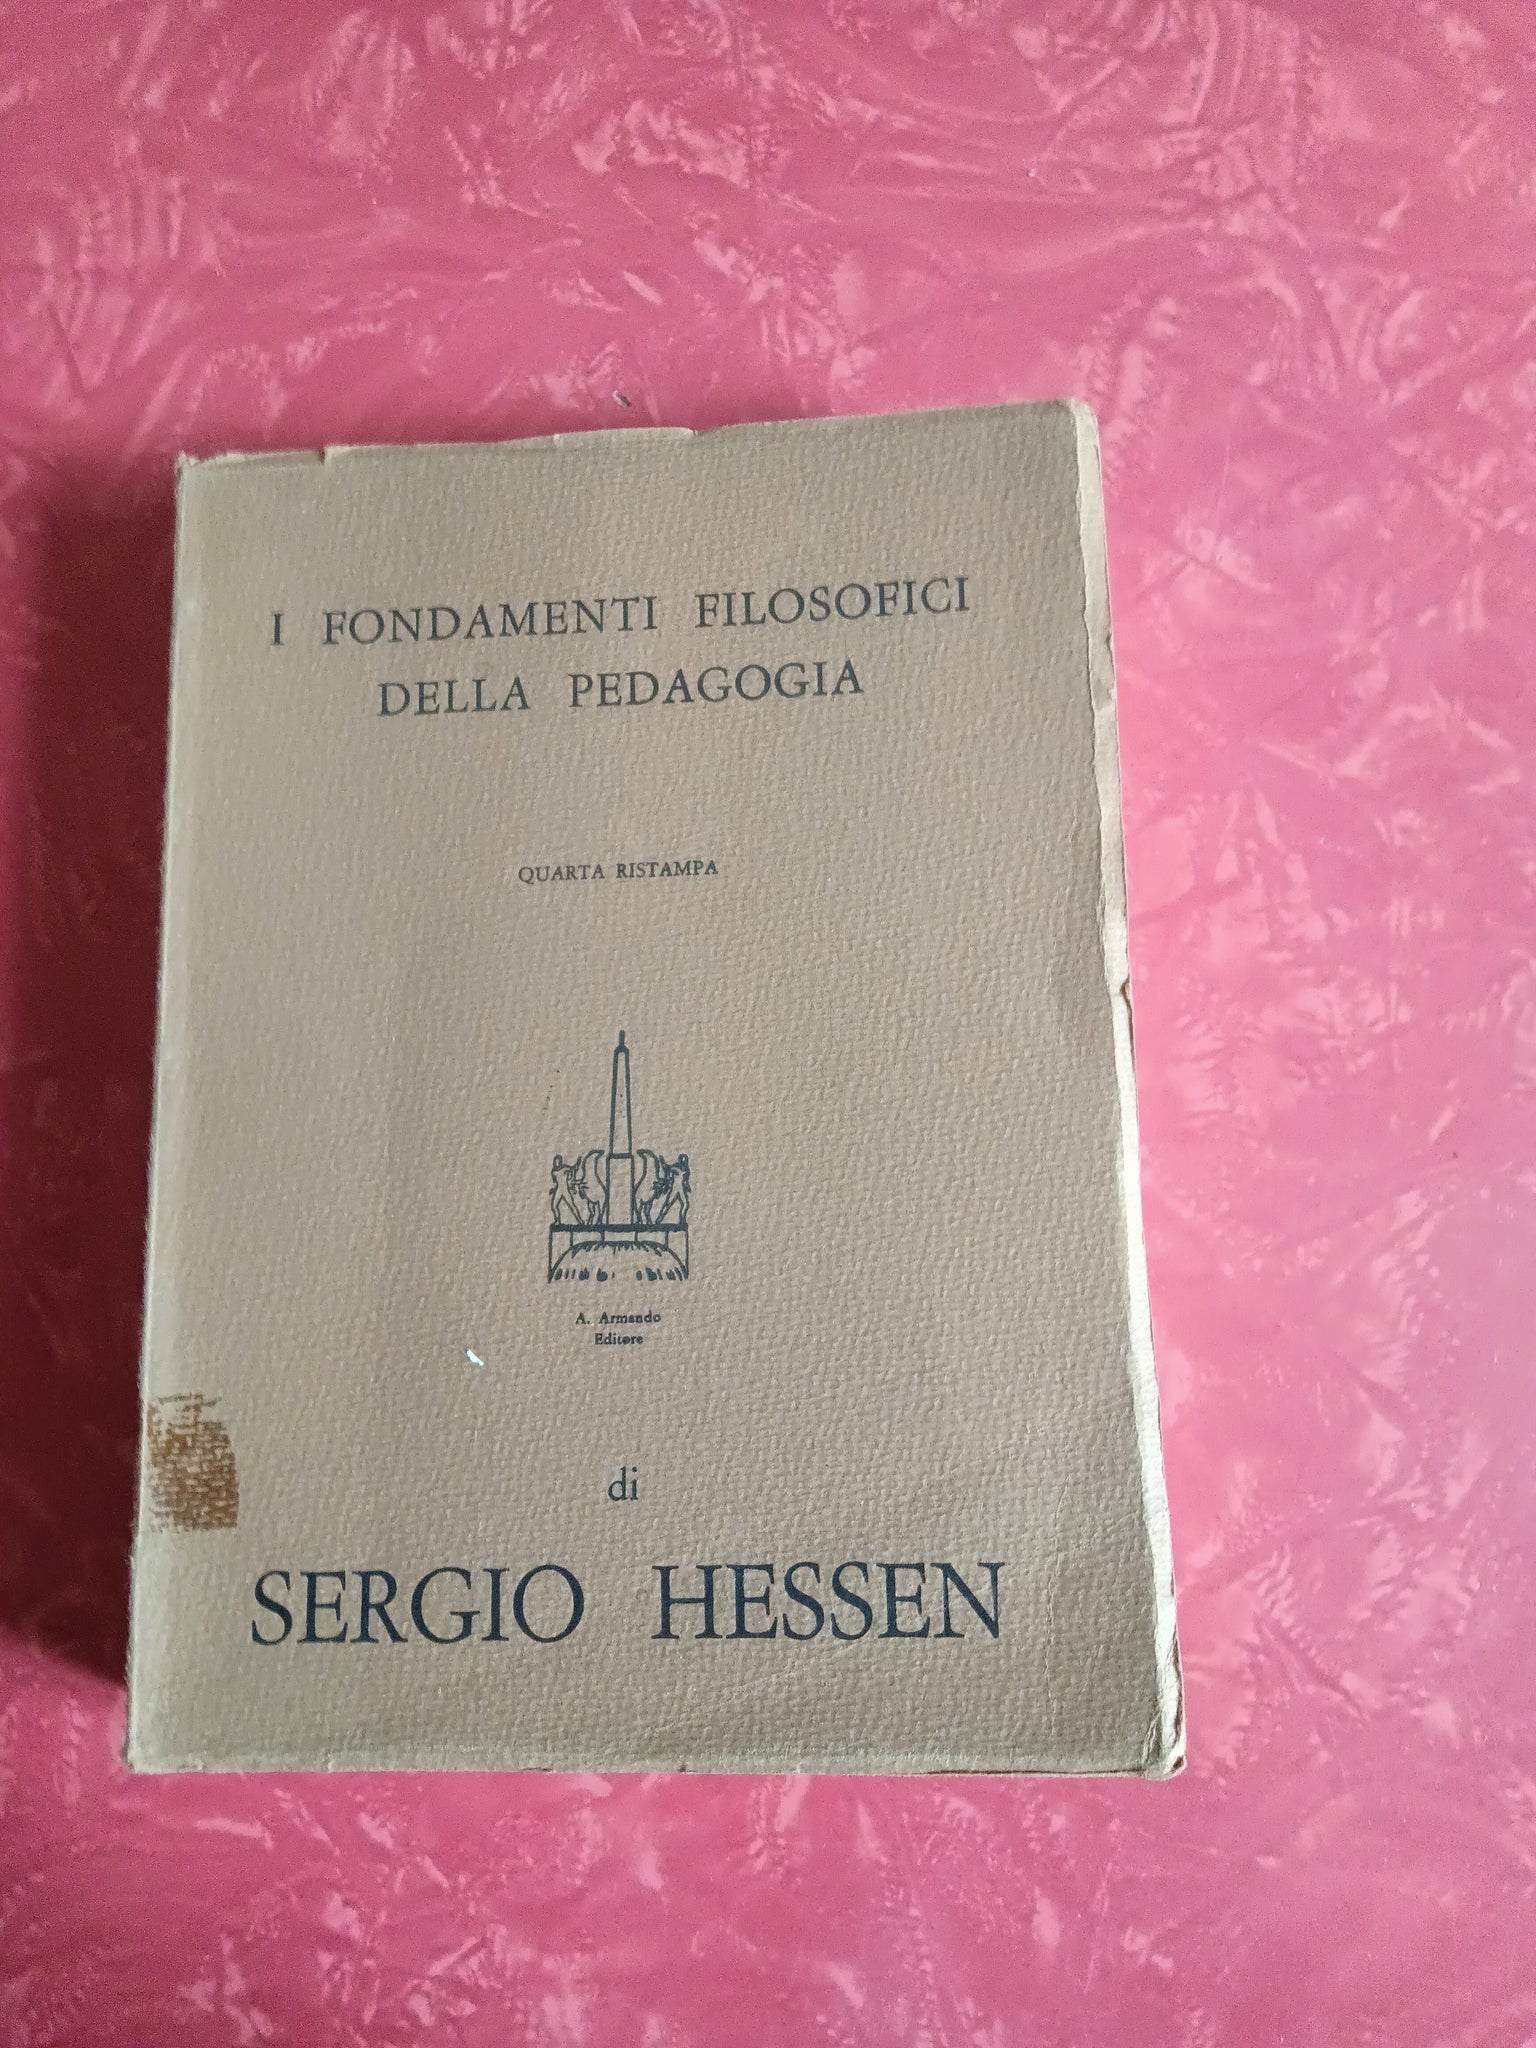 I FONDAMENTI FILOSOFICI
DELLA PEDAGOGIA
QUARTA RISTAMPA
A. Armando
Editore
di
SERGIO HESSEN